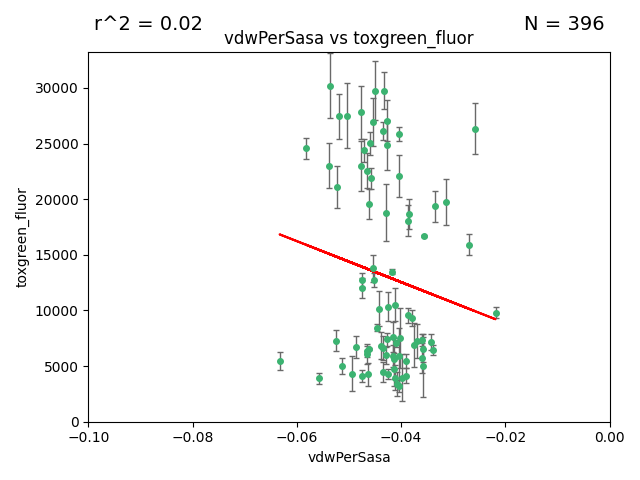 r^2 = 0.02
N = 396
vdwPerSasa vs toxgreen_fluor
toxgreen_fluor
30000
25000
20000
15000
10000
5000
0
−0.10
−0.08
−0.06
−0.04
−0.02
0.00
vdwPerSasa